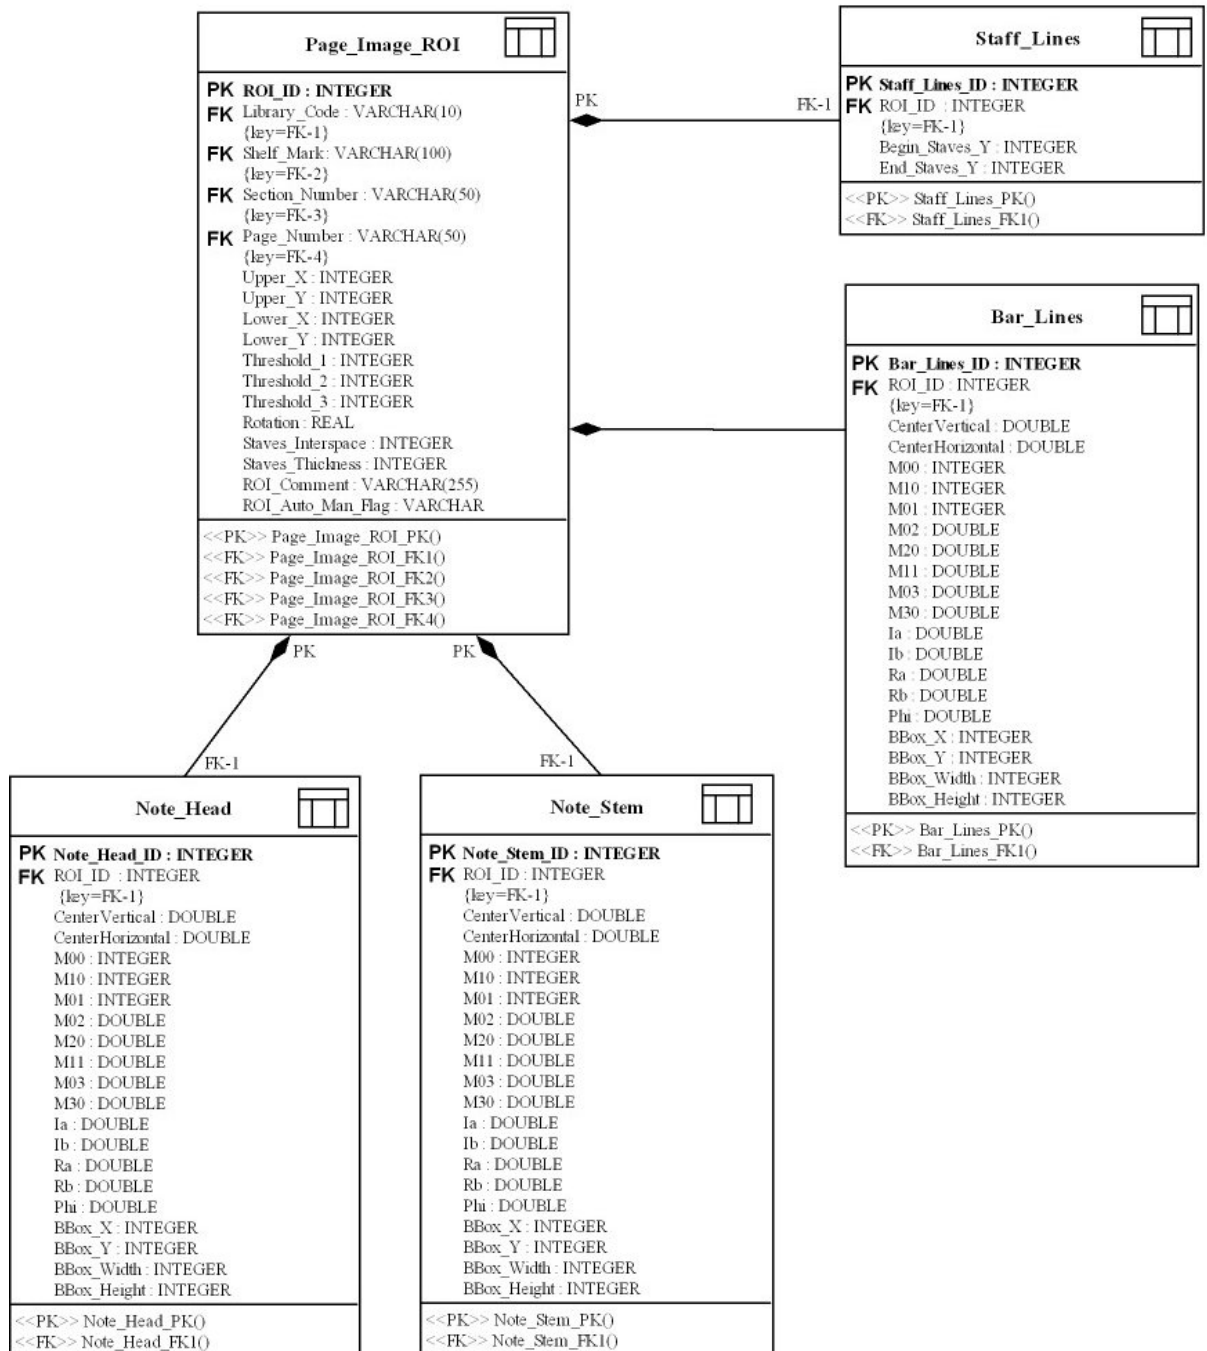 Page_Image_ROI
PK ROI_ID : INTEGER
FK Library_Code : VARCHAR(10)
{key=FK-1}
FK Shelf_Mark : VARCHAR(100)
{key=FK-2}
FK Section_Number : VARCHAR(50)
{key=FK-3}
FK Page_Number : VARCHAR(50)
{key=FK-4}
Upper_X : INTEGER
Upper_Y : INTEGER
Lower_X : INTEGER
Lower_Y : INTEGER
Threshold_1 : INTEGER
Threshold_2 : INTEGER
Threshold_3 : INTEGER
Rotation : REAL
Staves_Interspace : INTEGER
Staves_Thickness : INTEGER
ROI_Comment : VARCHAR(255)
ROI_Auto_Man_Flag : VARCHAR
<<PK>> Page_Image_ROI_PK()
<<FK>> Page_Image_ROI_FK1()
<<FK>> Page_Image_ROI_FK2()
<<FK>> Page_Image_ROI_FK3()
<<FK>> Page_Image_ROI_FK4()
PK
FK-1
Staff_Lines
PK Staff_Lines_ID : INTEGER
FK ROI_ID : INTEGER
{key=FK-1}
Begin_Staves_Y : INTEGER
End_Staves_Y : INTEGER
<<PK>> Staff_Lines_PK()
<<FK>> Staff_Lines_FK1()
Bar_Lines
PK Bar_Lines_ID : INTEGER
FK ROI_ID : INTEGER
{key=FK-1}
CenterVertical : DOUBLE
CenterHorizontal : DOUBLE
M00 : INTEGER
M10 : INTEGER
M01 : INTEGER
M02 : DOUBLE
M20 : DOUBLE
M11 : DOUBLE
M03 : DOUBLE
M30 : DOUBLE
Ia : DOUBLE
Ib : DOUBLE
Ra : DOUBLE
Rb : DOUBLE
Phi : DOUBLE
BBox_X : INTEGER
BBox_Y : INTEGER
BBox_Width : INTEGER
BBox_Height : INTEGER
<<PK>> Bar_Lines_PK()
<<FK>> Bar_Lines_FK1()
PK
FK-1
Note_Head
PK Note_Head_ID : INTEGER
FK ROI_ID : INTEGER
{key=FK-1}
CenterVertical : DOUBLE
CenterHorizontal : DOUBLE
M00 : INTEGER
M10 : INTEGER
M01 : INTEGER
M02 : DOUBLE
M20 : DOUBLE
M11 : DOUBLE
M03 : DOUBLE
M30 : DOUBLE
Ia : DOUBLE
Ib : DOUBLE
Ra : DOUBLE
Rb : DOUBLE
Phi : DOUBLE
BBox_X : INTEGER
BBox_Y : INTEGER
BBox_Width : INTEGER
BBox_Height : INTEGER
<<PK>> Note_Head_PK()
<<FK>> Note_Head_FK1()
PK
FK-1
Note_Stem
PK Note_Stem_ID : INTEGER
FK ROI_ID : INTEGER
{key=FK-1}
CenterVertical : DOUBLE
CenterHorizontal : DOUBLE
M00 : INTEGER
M10 : INTEGER
M01 : INTEGER
M02 : DOUBLE
M20 : DOUBLE
M11 : DOUBLE
M03 : DOUBLE
M30 : DOUBLE
Ia : DOUBLE
Ib : DOUBLE
Ra : DOUBLE
Rb : DOUBLE
Phi : DOUBLE
BBox_X : INTEGER
BBox_Y : INTEGER
BBox_Width : INTEGER
BBox_Height : INTEGER
<<PK>> Note_Stem_PK()
<<FK>> Note_Stem_FK1()